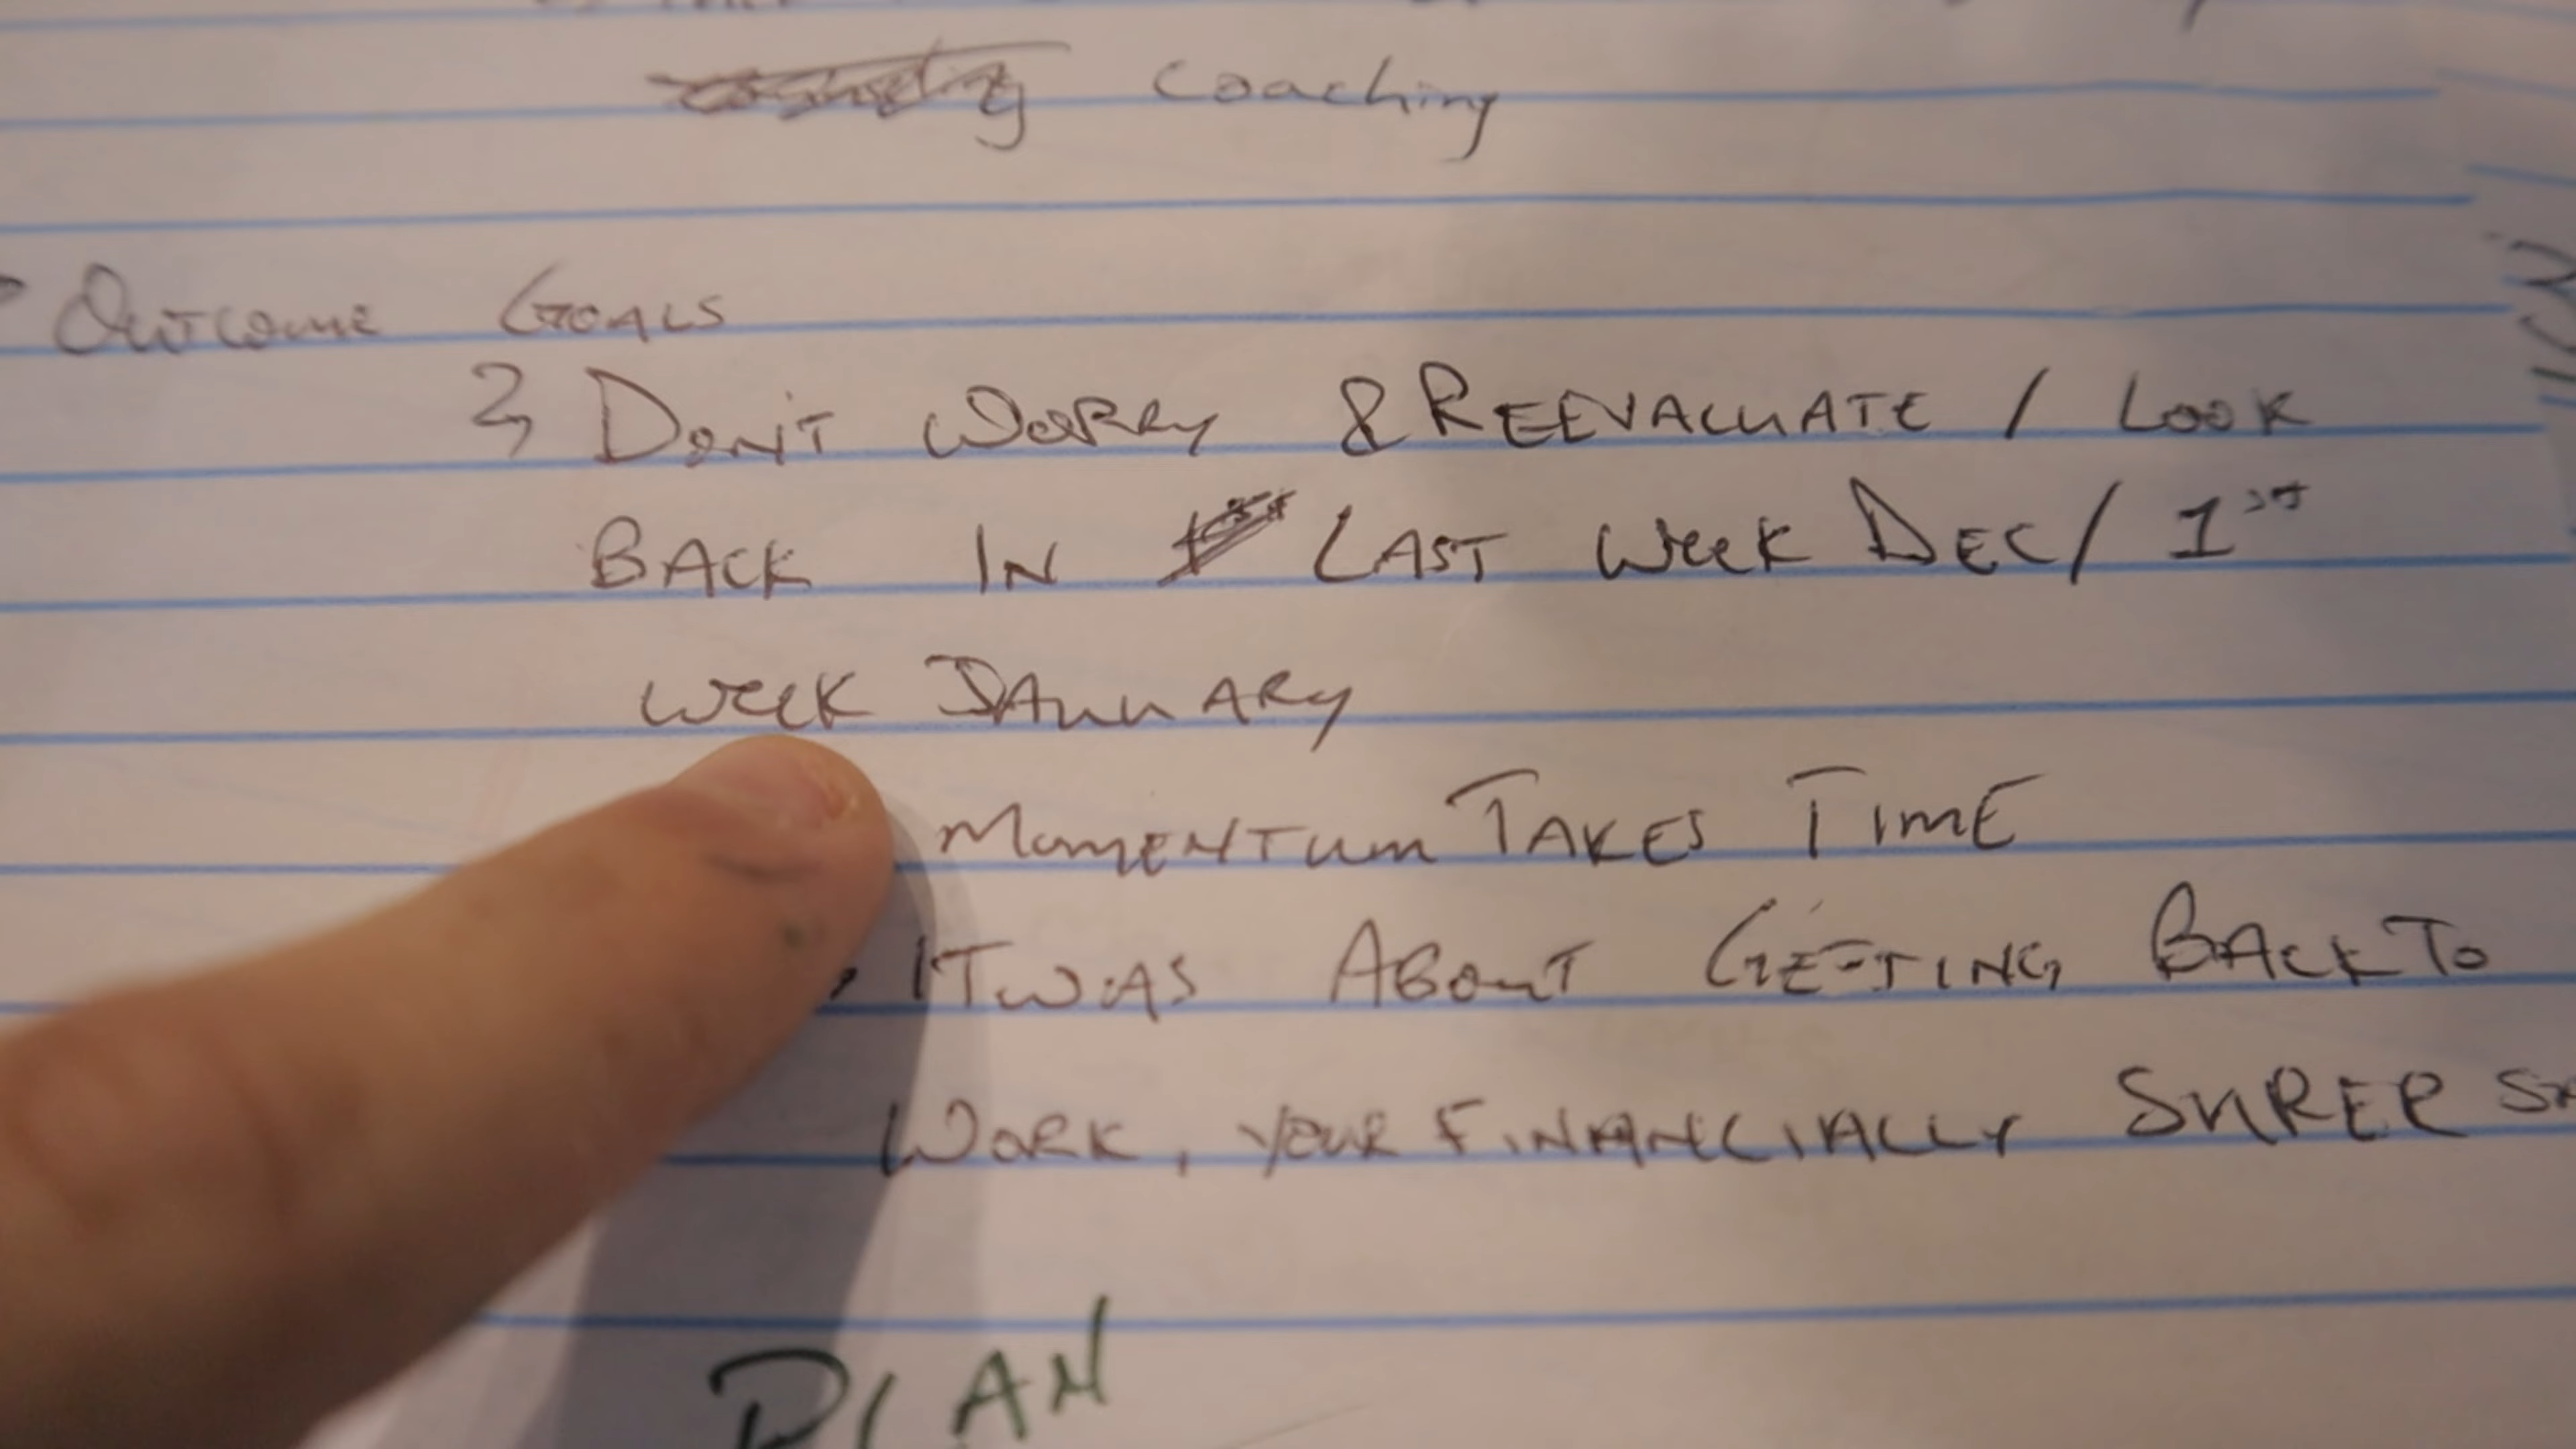 coaching
Outcome GOALS
DON'T WORRY & REEVALUATE / LOOK
BACK IN LAST WEEK DEC / 1st
WEEK JANUARY
MOMENTUM TAKES TIME
IT WAS ABOUT GETTING BACK TO
WORK, YOUR FINANCIALLY
PLAN